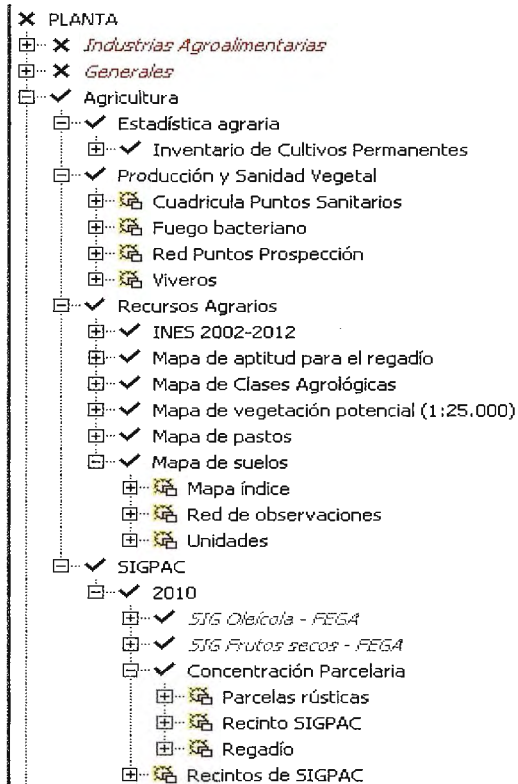 PLANTA
Industrias Agroalimentarias
Generales
Agricultura
Estadística agraria
Inventario de Cultivos Permanentes
Producción y Sanidad Vegetal
Cuadricula Puntos Sanitarios
Fuego bacteriano
Red Puntos Prospección
Viveros
Recursos Agrarios
INES 2002-2012
Mapa de aptitud para el regadío
Mapa de Clases Agrológicas
Mapa de vegetación potencial (1:25.000)
Mapa de pastos
Mapa de suelos
Mapa índice
Red de observaciones
Unidades
SIGPAC
2010
SIG Oleícola - FEGA
SIG Frutos secos - FEGA
Concentración Parcelaria
Parcelas rústicas
Recinto SIGPAC
Regadío
Recintos de SIGPAC